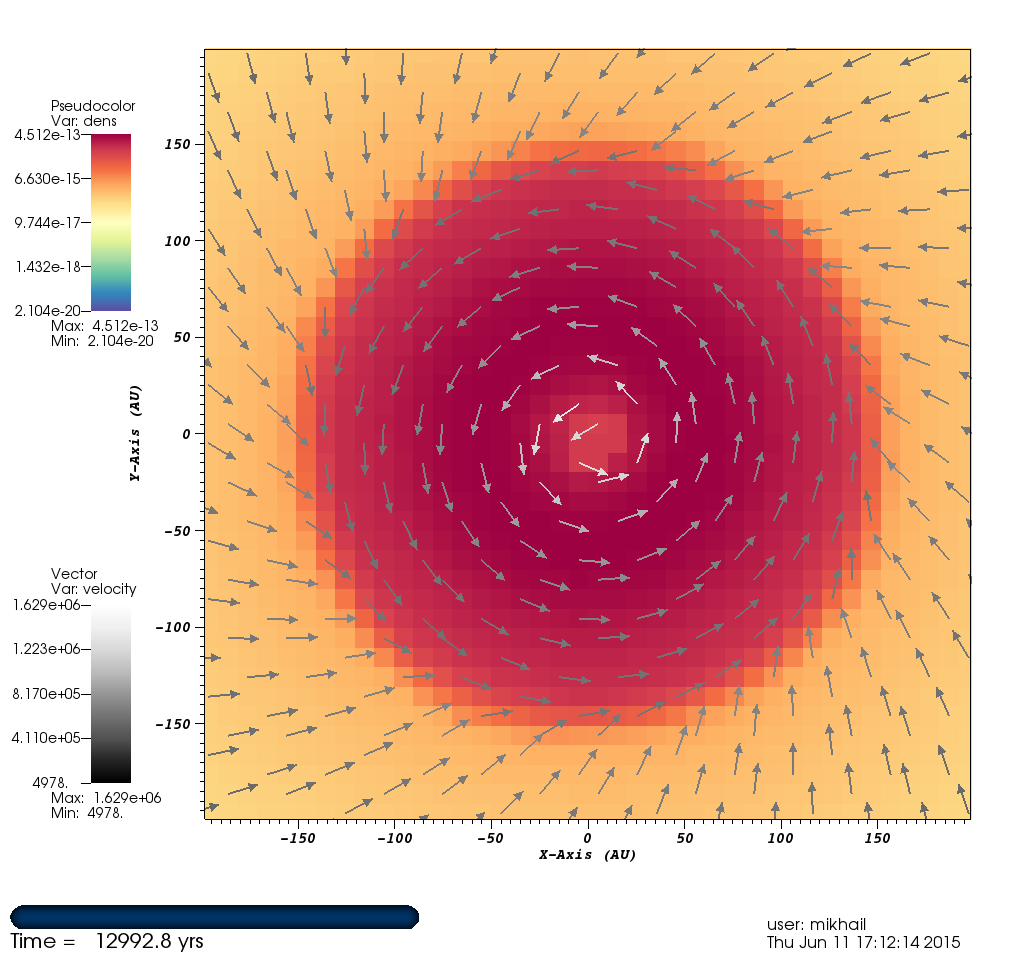 Pseudocolor
Var: dens
4.512e-13
6.630e-15
9.744e-17
1.432e-18
2.104e-20
Max: 4.512e-13
Min: 2.104e-20
Vector
Var: velocity
1.629e+06
1.223e+06
8.170e+05
4.110e+05
4978.
Max: 1.629e+06
Min: 4978.
Y-Axis (AU)
150
100
50
0
-50
-100
-150
-150 -100 -50 0 50 100 150
X-Axis (AU)
Time = 12992.8 yrs
user: mikhail
Thu Jun 11 17:12:14 2015